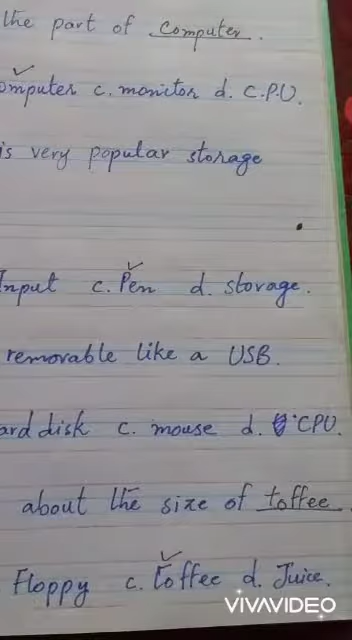 the part of Computer.
omputer c. monitor d. C.P.U.
is very popular storage
Input c. Pen d. storage.
removable like a USB.
ard disk c. mouse d. CPU.
about the size of toffee.
Floppy c. Toffee d. Juice.
VIVAVIDEO